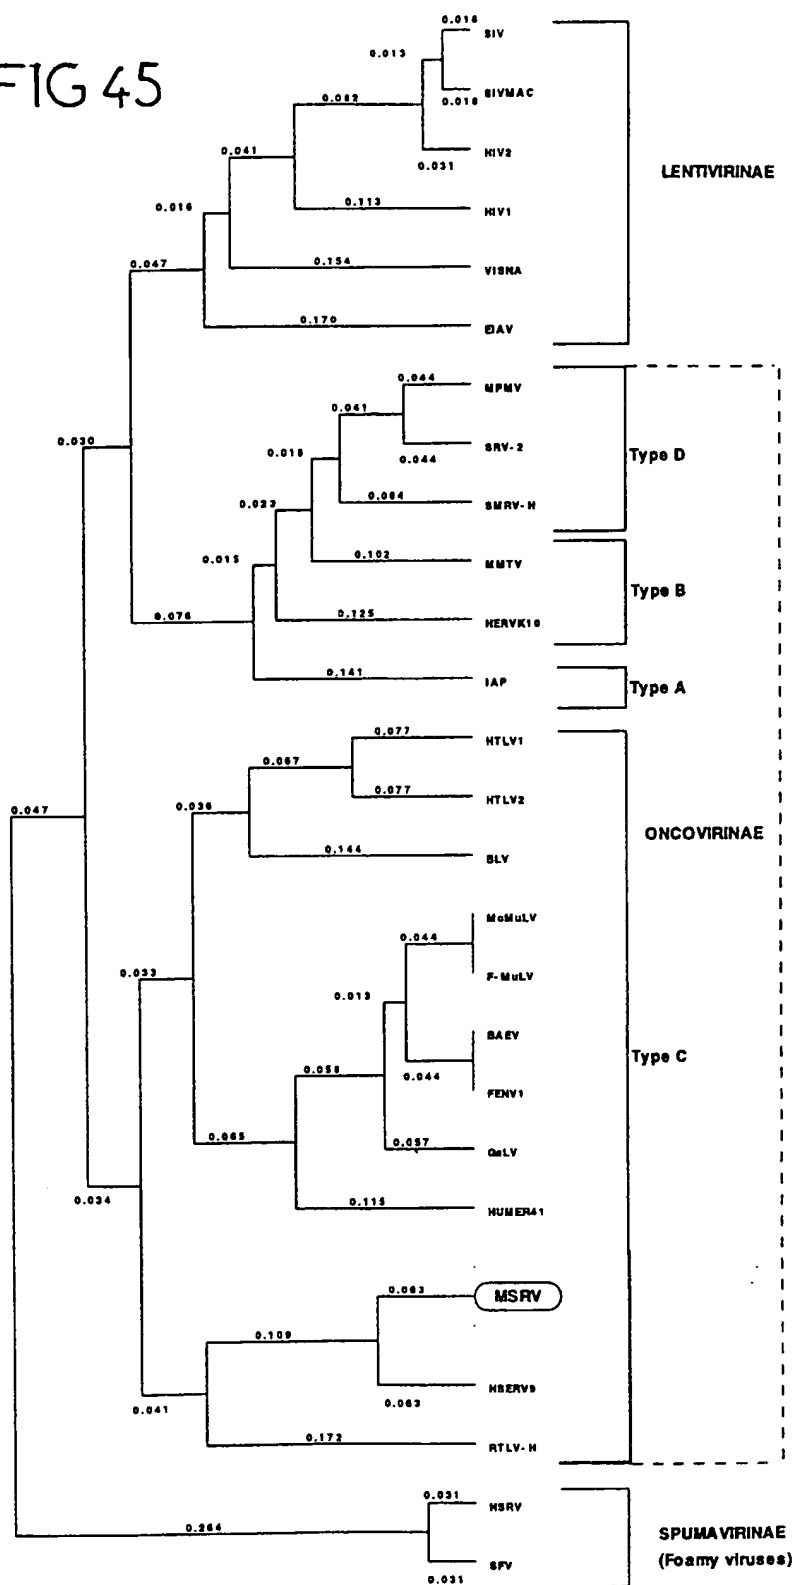 FIG 45
0.016
SIV
0.013
SIVMAC
0.016
0.082
HIV2
0.031
0.041
LENTIVIRINAE
0.113
HIV1
0.016
0.154
VISNA
0.047
0.170
EIAV
0.044
MPMV
0.041
SRV-2
0.044
0.030
0.016
Type D
0.064
SMRV-H
0.023
0.102
MMTV
0.015
Type B
0.076
0.125
HERVK10
0.141
IAP
Type A
0.077
HTLV1
0.067
0.077
HTLV2
0.047
0.036
ONCOVIRINAE
0.144
BLV
MoMuLV
0.044
F-MuLV
0.033
0.013
BAEV
Type C
0.044
FENV1
0.058
0.065
0.057
GaLV
0.034
0.115
HUMER41
0.063
MSRV
0.109
HSERV9
0.063
0.041
0.172
RTLV-H
0.031
HSRV
0.264
SPUMAVIRINAE
(Foamy viruses)
SFV
0.031